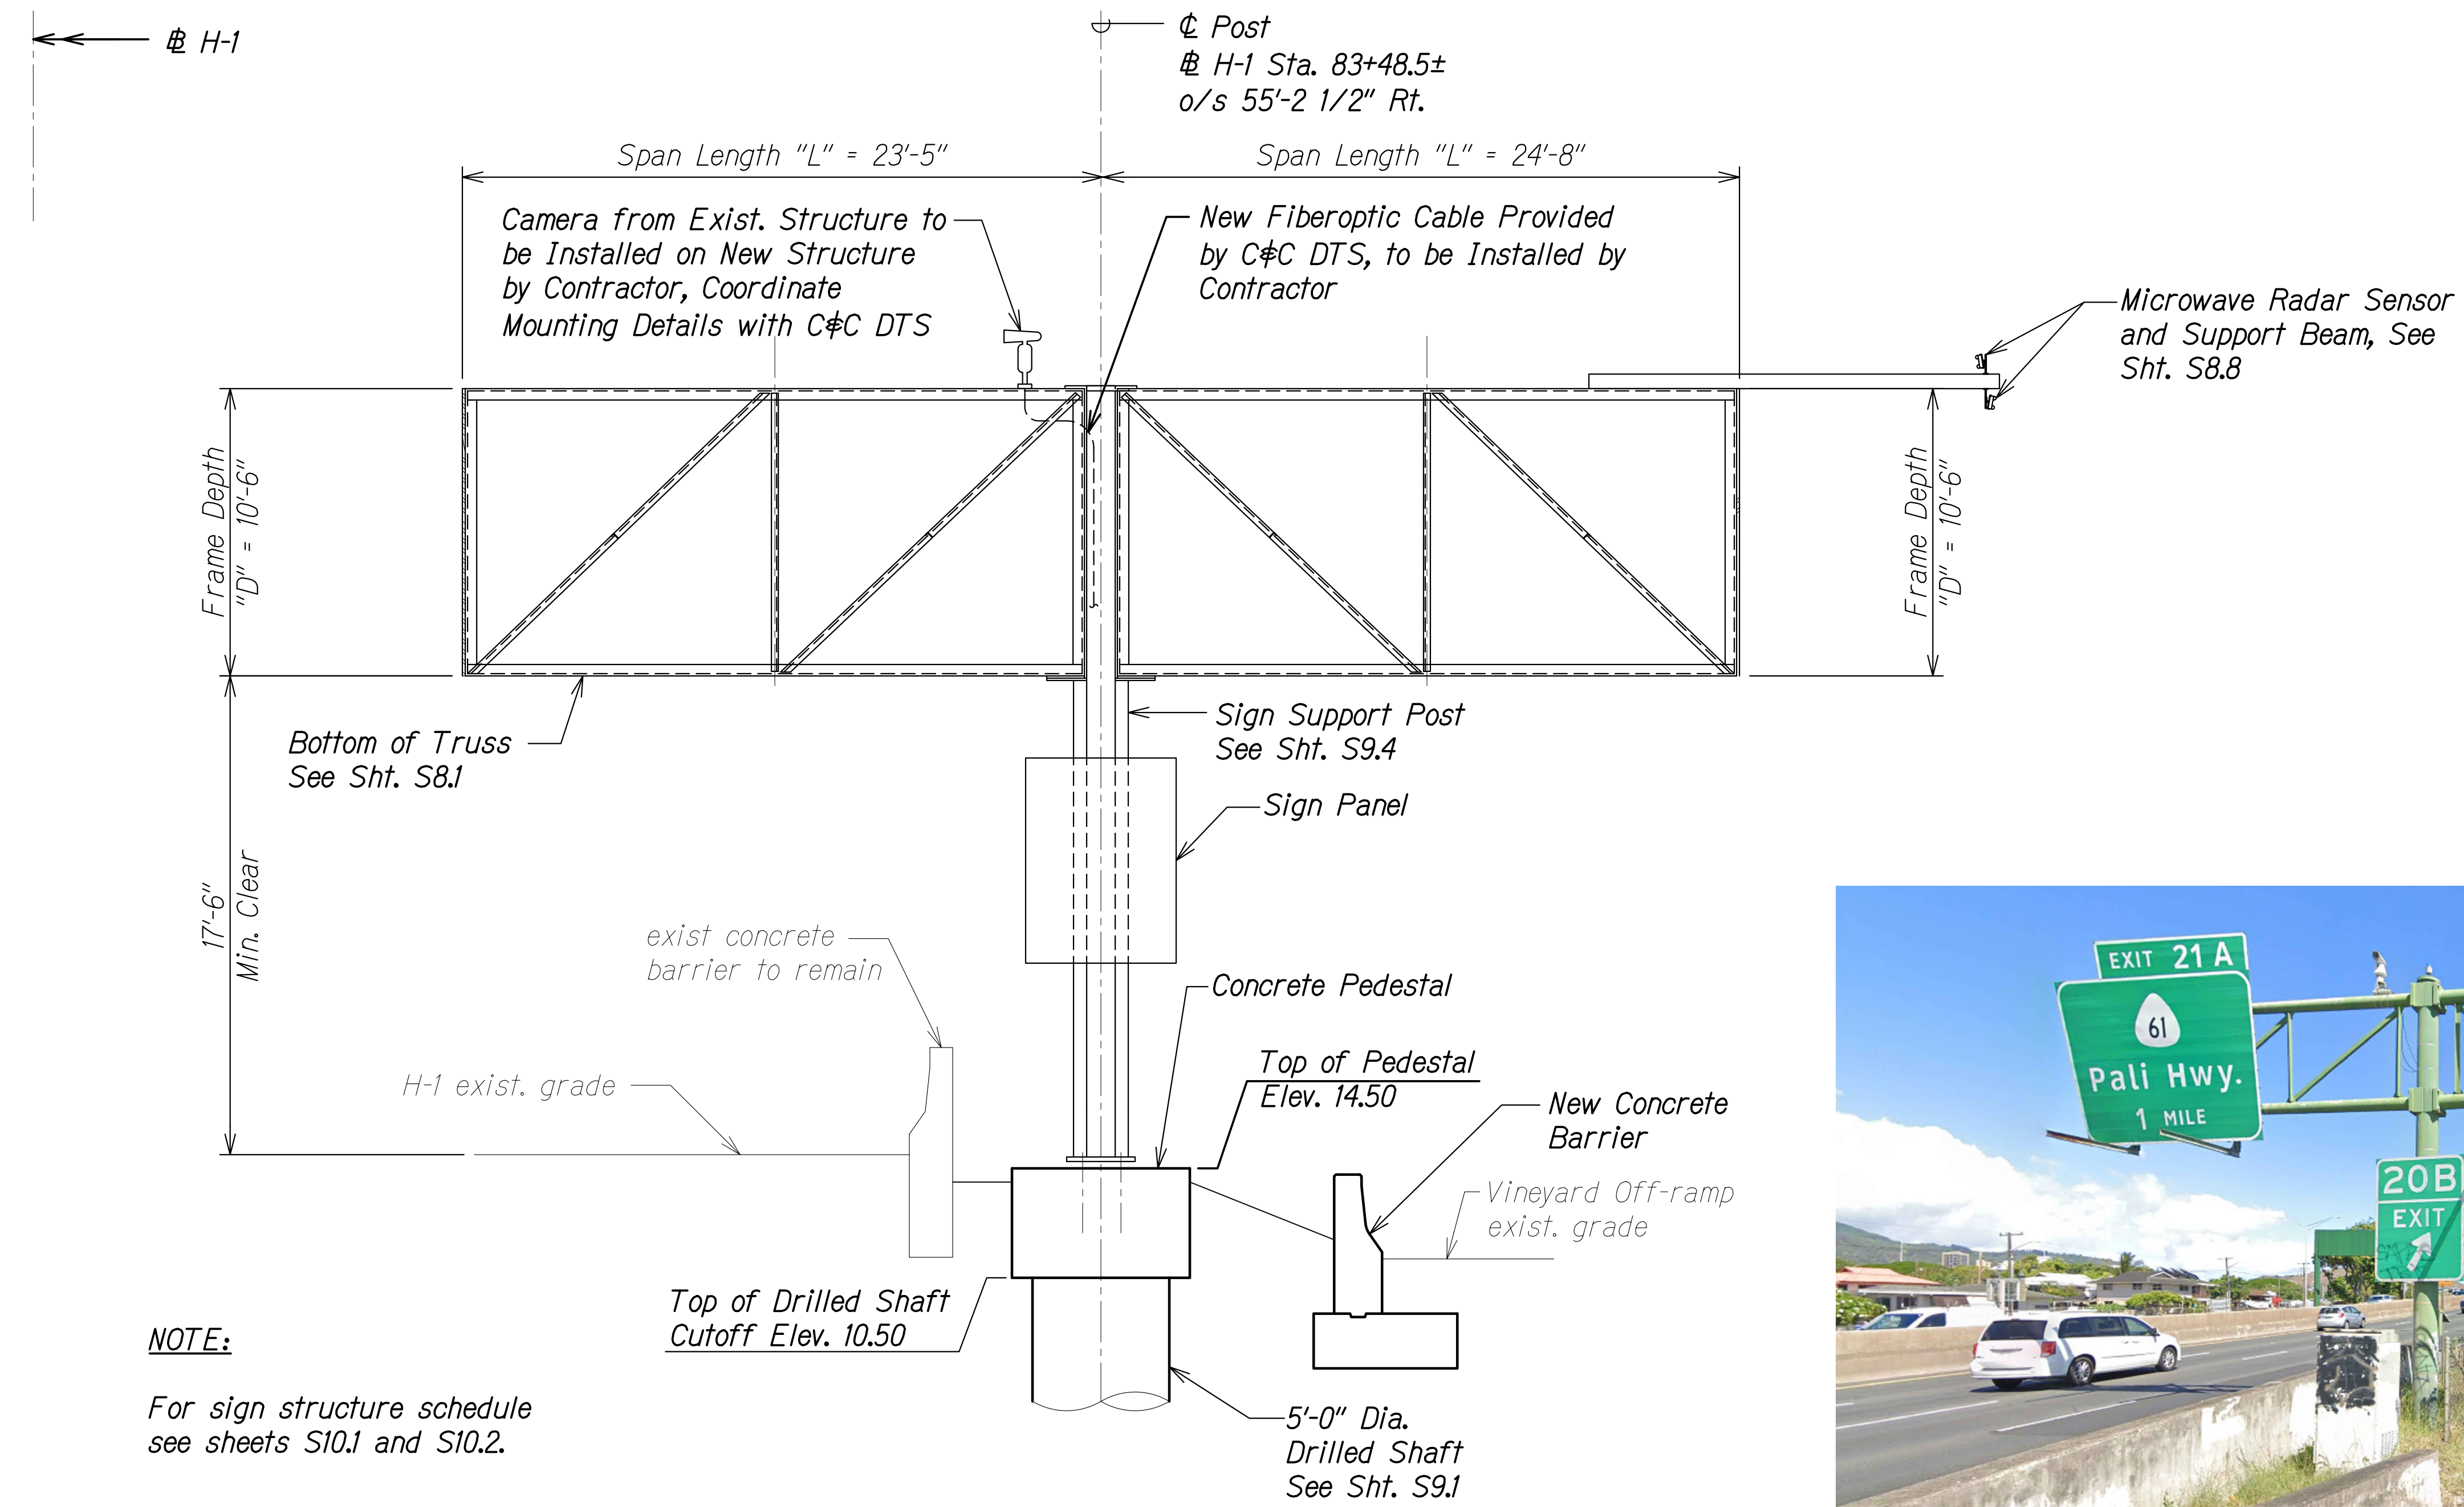 ℔ H-1
℄ Post
℔ H-1 Sta. 83+48.5±
o/s 55'-2 1/2" Rt.
Span Length "L" = 23'-5"
Span Length "L" = 24'-8"
Camera from Exist. Structure to
be Installed on New Structure
by Contractor, Coordinate
Mounting Details with C&C DTS
New Fiberoptic Cable Provided
by C&C DTS, to be Installed by
Contractor
Microwave Radar Sensor
and Support Beam, See
Sht. S8.8
Frame Depth
"D" = 10'-6"
Frame Depth
"D" = 10'-6"
Bottom of Truss
See Sht. S8.1
Sign Support Post
See Sht. S9.4
Sign Panel
17'-6"
Min. Clear
exist concrete
barrier to remain
Concrete Pedestal
H-1 exist. grade
Top of Pedestal
Elev. 14.50
New Concrete
Barrier
Vineyard Off-ramp
exist. grade
Top of Drilled Shaft
Cutoff Elev. 10.50
5'-0" Dia.
Drilled Shaft
See Sht. S9.1
NOTE:
For sign structure schedule
see sheets S10.1 and S10.2.
EXIT 21 A
61
Pali Hwy.
1 MILE
20B
EXIT